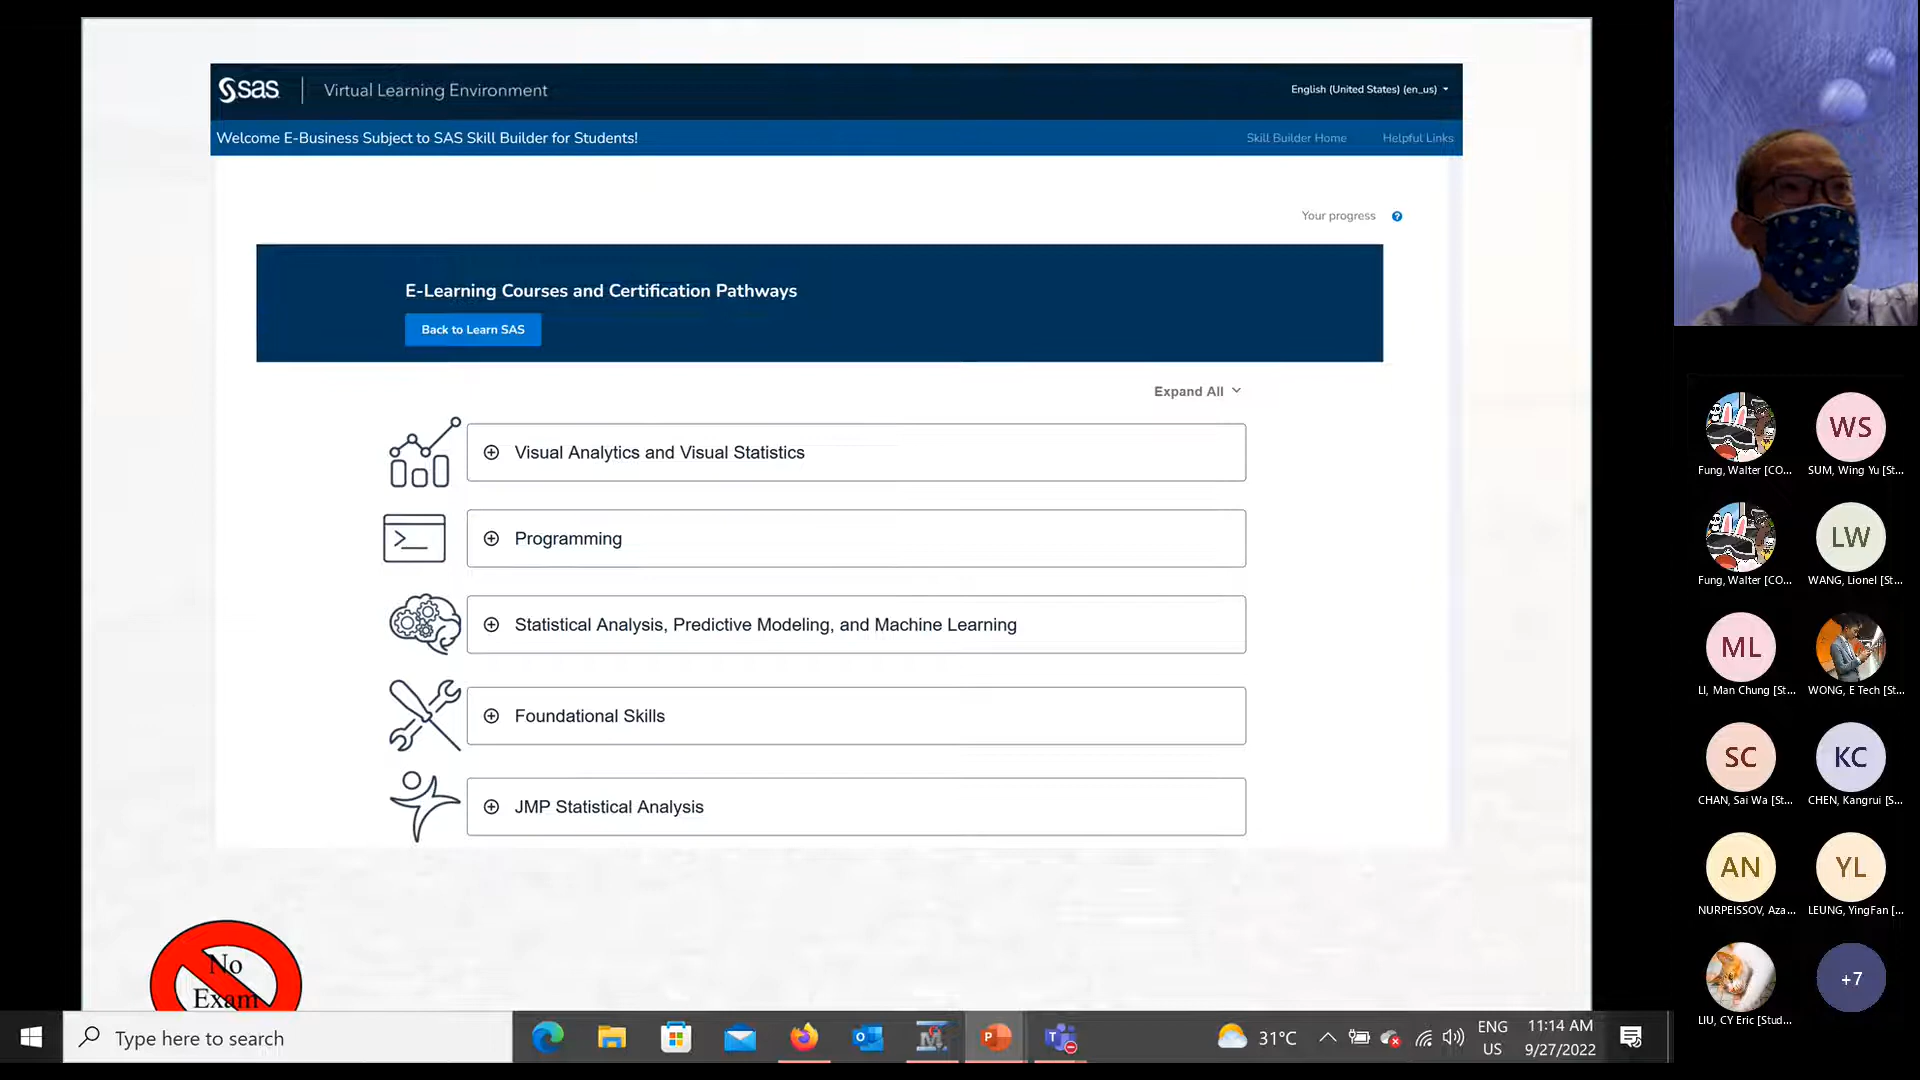 sas
Virtual Learning Environment
English (United States) (en_us)
Welcome E-Business Subject to SAS Skill Builder for Students!
Skill Builder Home
Helpful Links
Your progress
?
E-Learning Courses and Certification Pathways
Back to Learn SAS
Expand All
Visual Analytics and Visual Statistics
Programming
Statistical Analysis, Predictive Modeling, and Machine Learning
Foundational Skills
JMP Statistical Analysis
No
Exam
WS
Fung, Walter [CO...
SUM, Wing Yu [St...
LW
Fung, Walter [CO...
WANG, Lionel [St...
ML
LI, Man Chung [St...
WONG, E Tech [St...
SC
KC
CHAN, Sai Wa [St...
CHEN, Kangrui [S...
AN
YL
NURPEISSOV, Aza...
LEUNG, YingFan [...
+7
LIU, CY Eric [Stud...
Type here to search
31°C
ENG
US
11:14 AM
9/27/2022